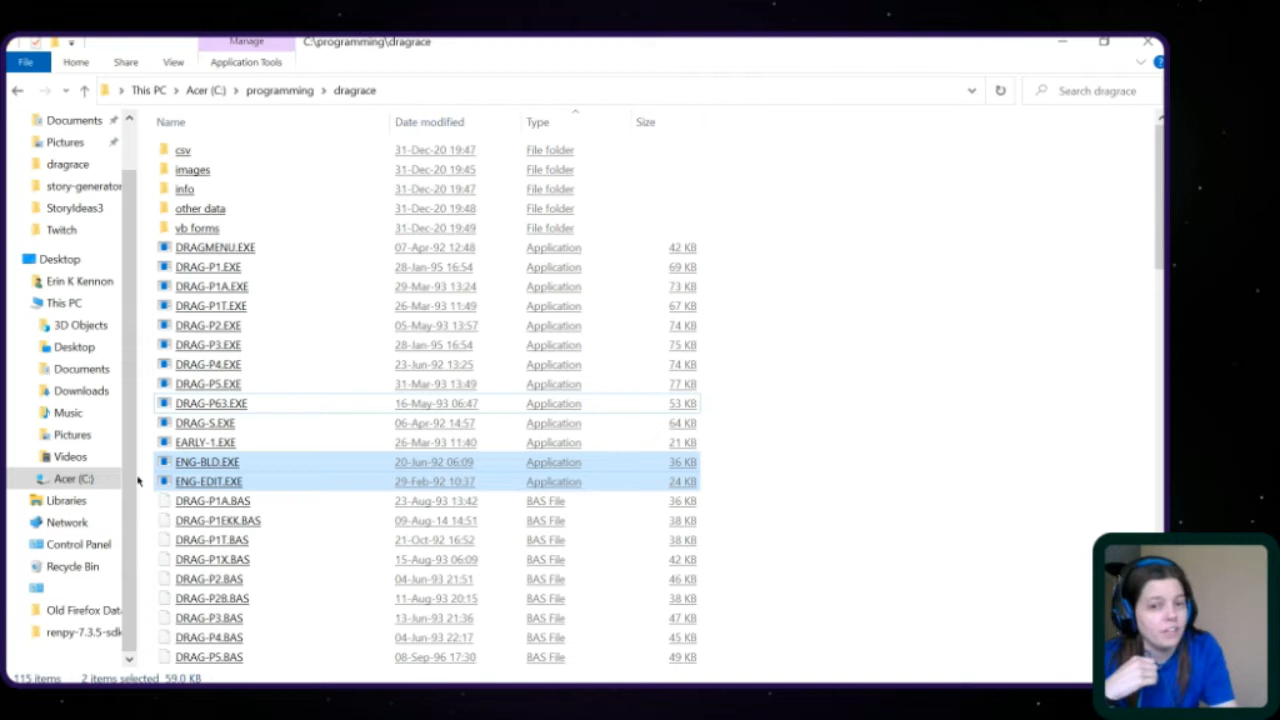 Manage C:\programming\dragrace
File Home Share View Application Tools
This PC Acer (C:) programming dragrace Search dragrace
Name Date modified Type Size
Documents
Pictures
dragrace
story-generator
StoryIdeas3
Twitch
Desktop
Erin K Kennon
This PC
3D Objects
Desktop
Documents
Downloads
Music
Pictures
Videos
Acer (C:)
Libraries
Network
Control Panel
Recycle Bin
Old Firefox Dat
renpy-7.3.5-sdk
csv 31-Dec-20 19:47 File folder
images 31-Dec-20 19:45 File folder
info 31-Dec-20 19:47 File folder
other data 31-Dec-20 19:48 File folder
vb forms 31-Dec-20 19:49 File folder
DRAGMENU.EXE 07-Apr-92 12:48 Application 42 KB
DRAG-P1.EXE 28-Jan-95 16:54 Application 69 KB
DRAG-P1A.EXE 29-Mar-93 13:24 Application 73 KB
DRAG-P1T.EXE 26-Mar-93 11:49 Application 67 KB
DRAG-P2.EXE 05-May-93 13:57 Application 74 KB
DRAG-P3.EXE 28-Jan-95 16:54 Application 75 KB
DRAG-P4.EXE 23-Jun-92 13:25 Application 74 KB
DRAG-P5.EXE 31-Mar-93 13:49 Application 77 KB
DRAG-P63.EXE 16-May-93 06:47 Application 53 KB
DRAG-S.EXE 06-Apr-92 14:57 Application 64 KB
EARLY-1.EXE 26-Mar-93 11:40 Application 21 KB
ENG-BLD.EXE 20-Jun-92 06:09 Application 36 KB
ENG-EDIT.EXE 29-Feb-92 10:37 Application 24 KB
DRAG-P1A.BAS 23-Aug-93 13:42 BAS File 36 KB
DRAG-P1EKK.BAS 09-Aug-14 14:51 BAS File 38 KB
DRAG-P1T.BAS 21-Oct-92 16:52 BAS File 38 KB
DRAG-P1X.BAS 15-Aug-93 06:09 BAS File 42 KB
DRAG-P2.BAS 04-Jun-93 21:51 BAS File 46 KB
DRAG-P2B.BAS 11-Aug-93 20:15 BAS File 38 KB
DRAG-P3.BAS 13-Jun-93 21:36 BAS File 47 KB
DRAG-P4.BAS 04-Jun-93 22:17 BAS File 45 KB
DRAG-P5.BAS 08-Sep-96 17:30 BAS File 49 KB
115 items 2 items selected 59.0 KB